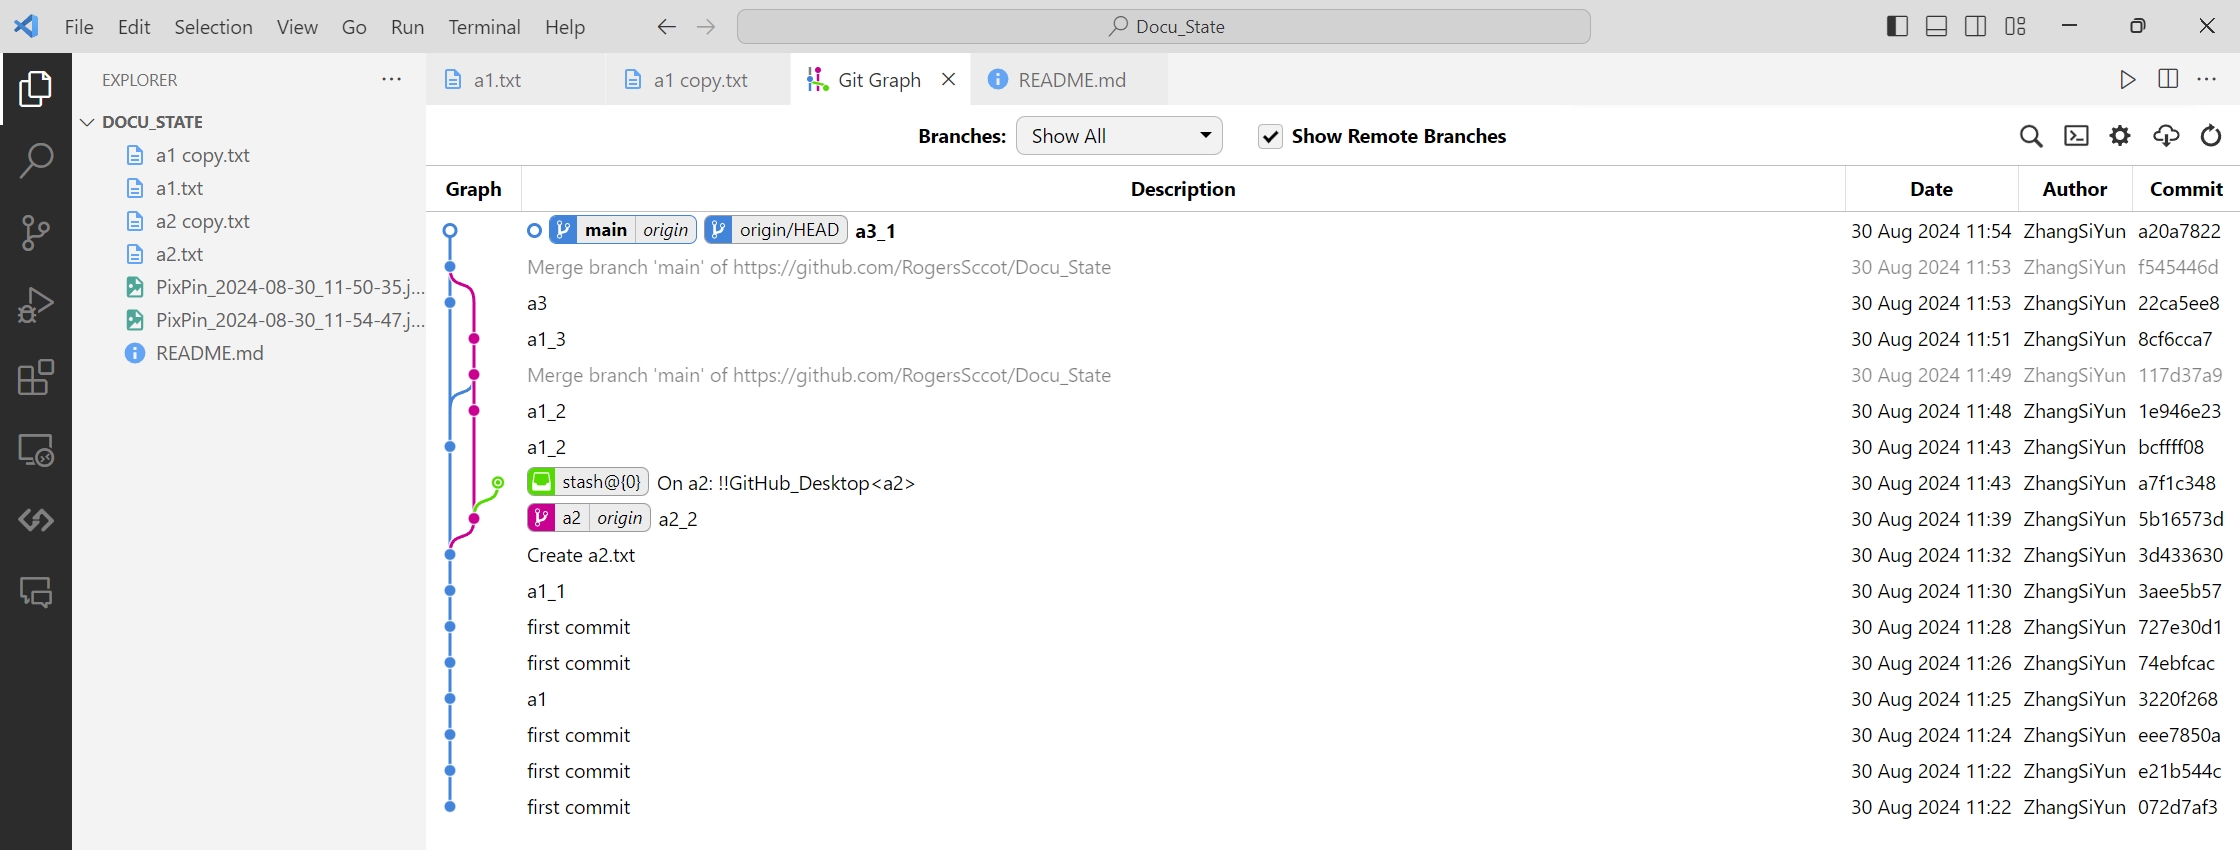 File Edit Selection View Go Run Terminal Help Docu_State
EXPLORER
DOCU_STATE
a1 copy.txt
a1.txt
a2 copy.txt
a2.txt
PixPin_2024-08-30_11-50-35.j...
PixPin_2024-08-30_11-54-47.j...
README.md
a1.txt a1 copy.txt Git Graph README.md
Branches: Show All Show Remote Branches
Graph Description Date Author Commit
main origin origin/HEAD a3_1 30 Aug 2024 11:54 ZhangSiYun a20a7822
Merge branch 'main' of https://github.com/RogersSccot/Docu_State 30 Aug 2024 11:53 ZhangSiYun f545446d
a3 30 Aug 2024 11:53 ZhangSiYun 22ca5ee8
a1_3 30 Aug 2024 11:51 ZhangSiYun 8cf6cca7
Merge branch 'main' of https://github.com/RogersSccot/Docu_State 30 Aug 2024 11:49 ZhangSiYun 117d37a9
a1_2 30 Aug 2024 11:48 ZhangSiYun 1e946e23
a1_2 30 Aug 2024 11:43 ZhangSiYun bcffff08
stash@{0} On a2: !!GitHub_Desktop<a2> 30 Aug 2024 11:43 ZhangSiYun a7f1c348
a2 origin a2_2 30 Aug 2024 11:39 ZhangSiYun 5b16573d
Create a2.txt 30 Aug 2024 11:32 ZhangSiYun 3d433630
a1_1 30 Aug 2024 11:30 ZhangSiYun 3aee5b57
first commit 30 Aug 2024 11:28 ZhangSiYun 727e30d1
first commit 30 Aug 2024 11:26 ZhangSiYun 74ebfcac
a1 30 Aug 2024 11:25 ZhangSiYun 3220f268
first commit 30 Aug 2024 11:24 ZhangSiYun eee7850a
first commit 30 Aug 2024 11:22 ZhangSiYun e21b544c
first commit 30 Aug 2024 11:22 ZhangSiYun 072d7af3